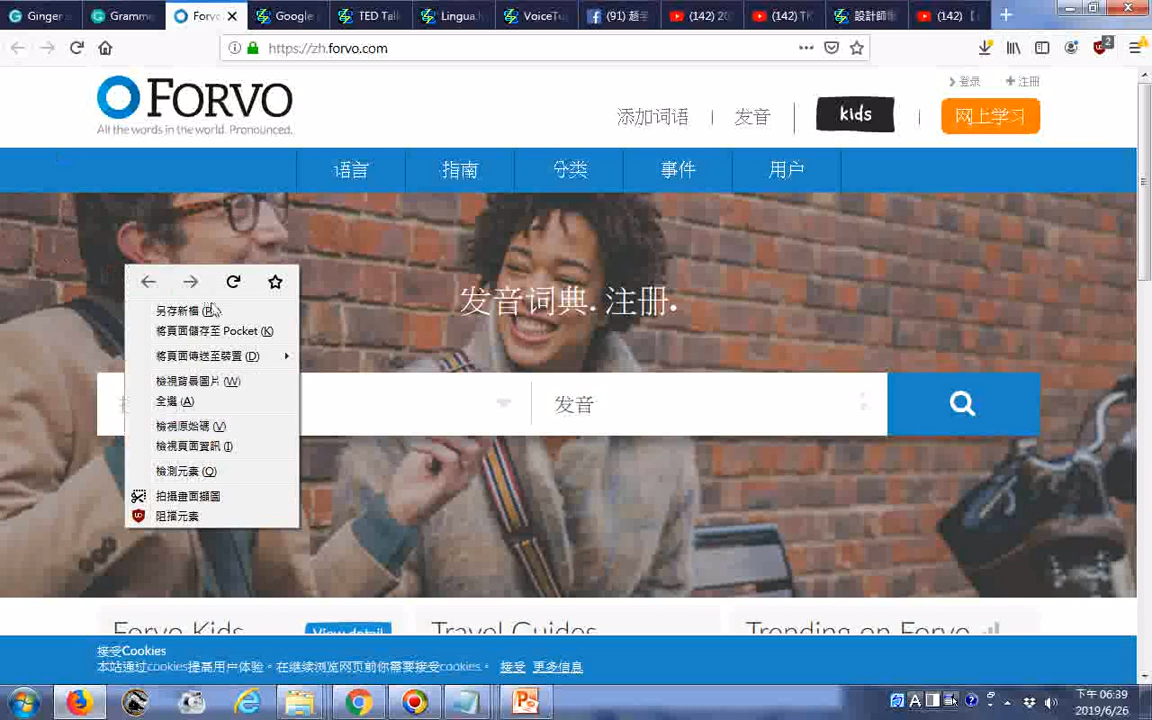 Ginger
Gramm
Forvo
Google
TED Tal
Lingua.l
VoiceTu
(91) 趙
(142) 20
(142) TI
設計師
(142)
https://zh.forvo.com
2
FORVO
All the words in the world. Pronounced.
登录
注册
添加词语
发音
kids
网上学习
语言
指南
分类
事件
用户
发音词典. 注册.
另存新檔 (P)...
將頁面儲存至 Pocket (K)
將頁面傳送至裝置 (D)
檢視背景圖片 (W)
全選 (A)
檢視原始碼 (V)
檢視頁面資訊 (I)
檢測元素 (Q)
拍攝畫面擷圖
阻擋元素
发音
Forvo Kids
View detail
Travel Guides
Trending on Forvo
接受Cookies
本站通过cookies提高用户体验。在继续浏览网页前你需要接受cookies。 接受 更多信息
下午 06:39
2019/6/26